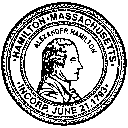 ·HAMILTON·MASSACHUSETTS·
ALEXANDER HAMILTON
INCORP. JUNE 21, 1793